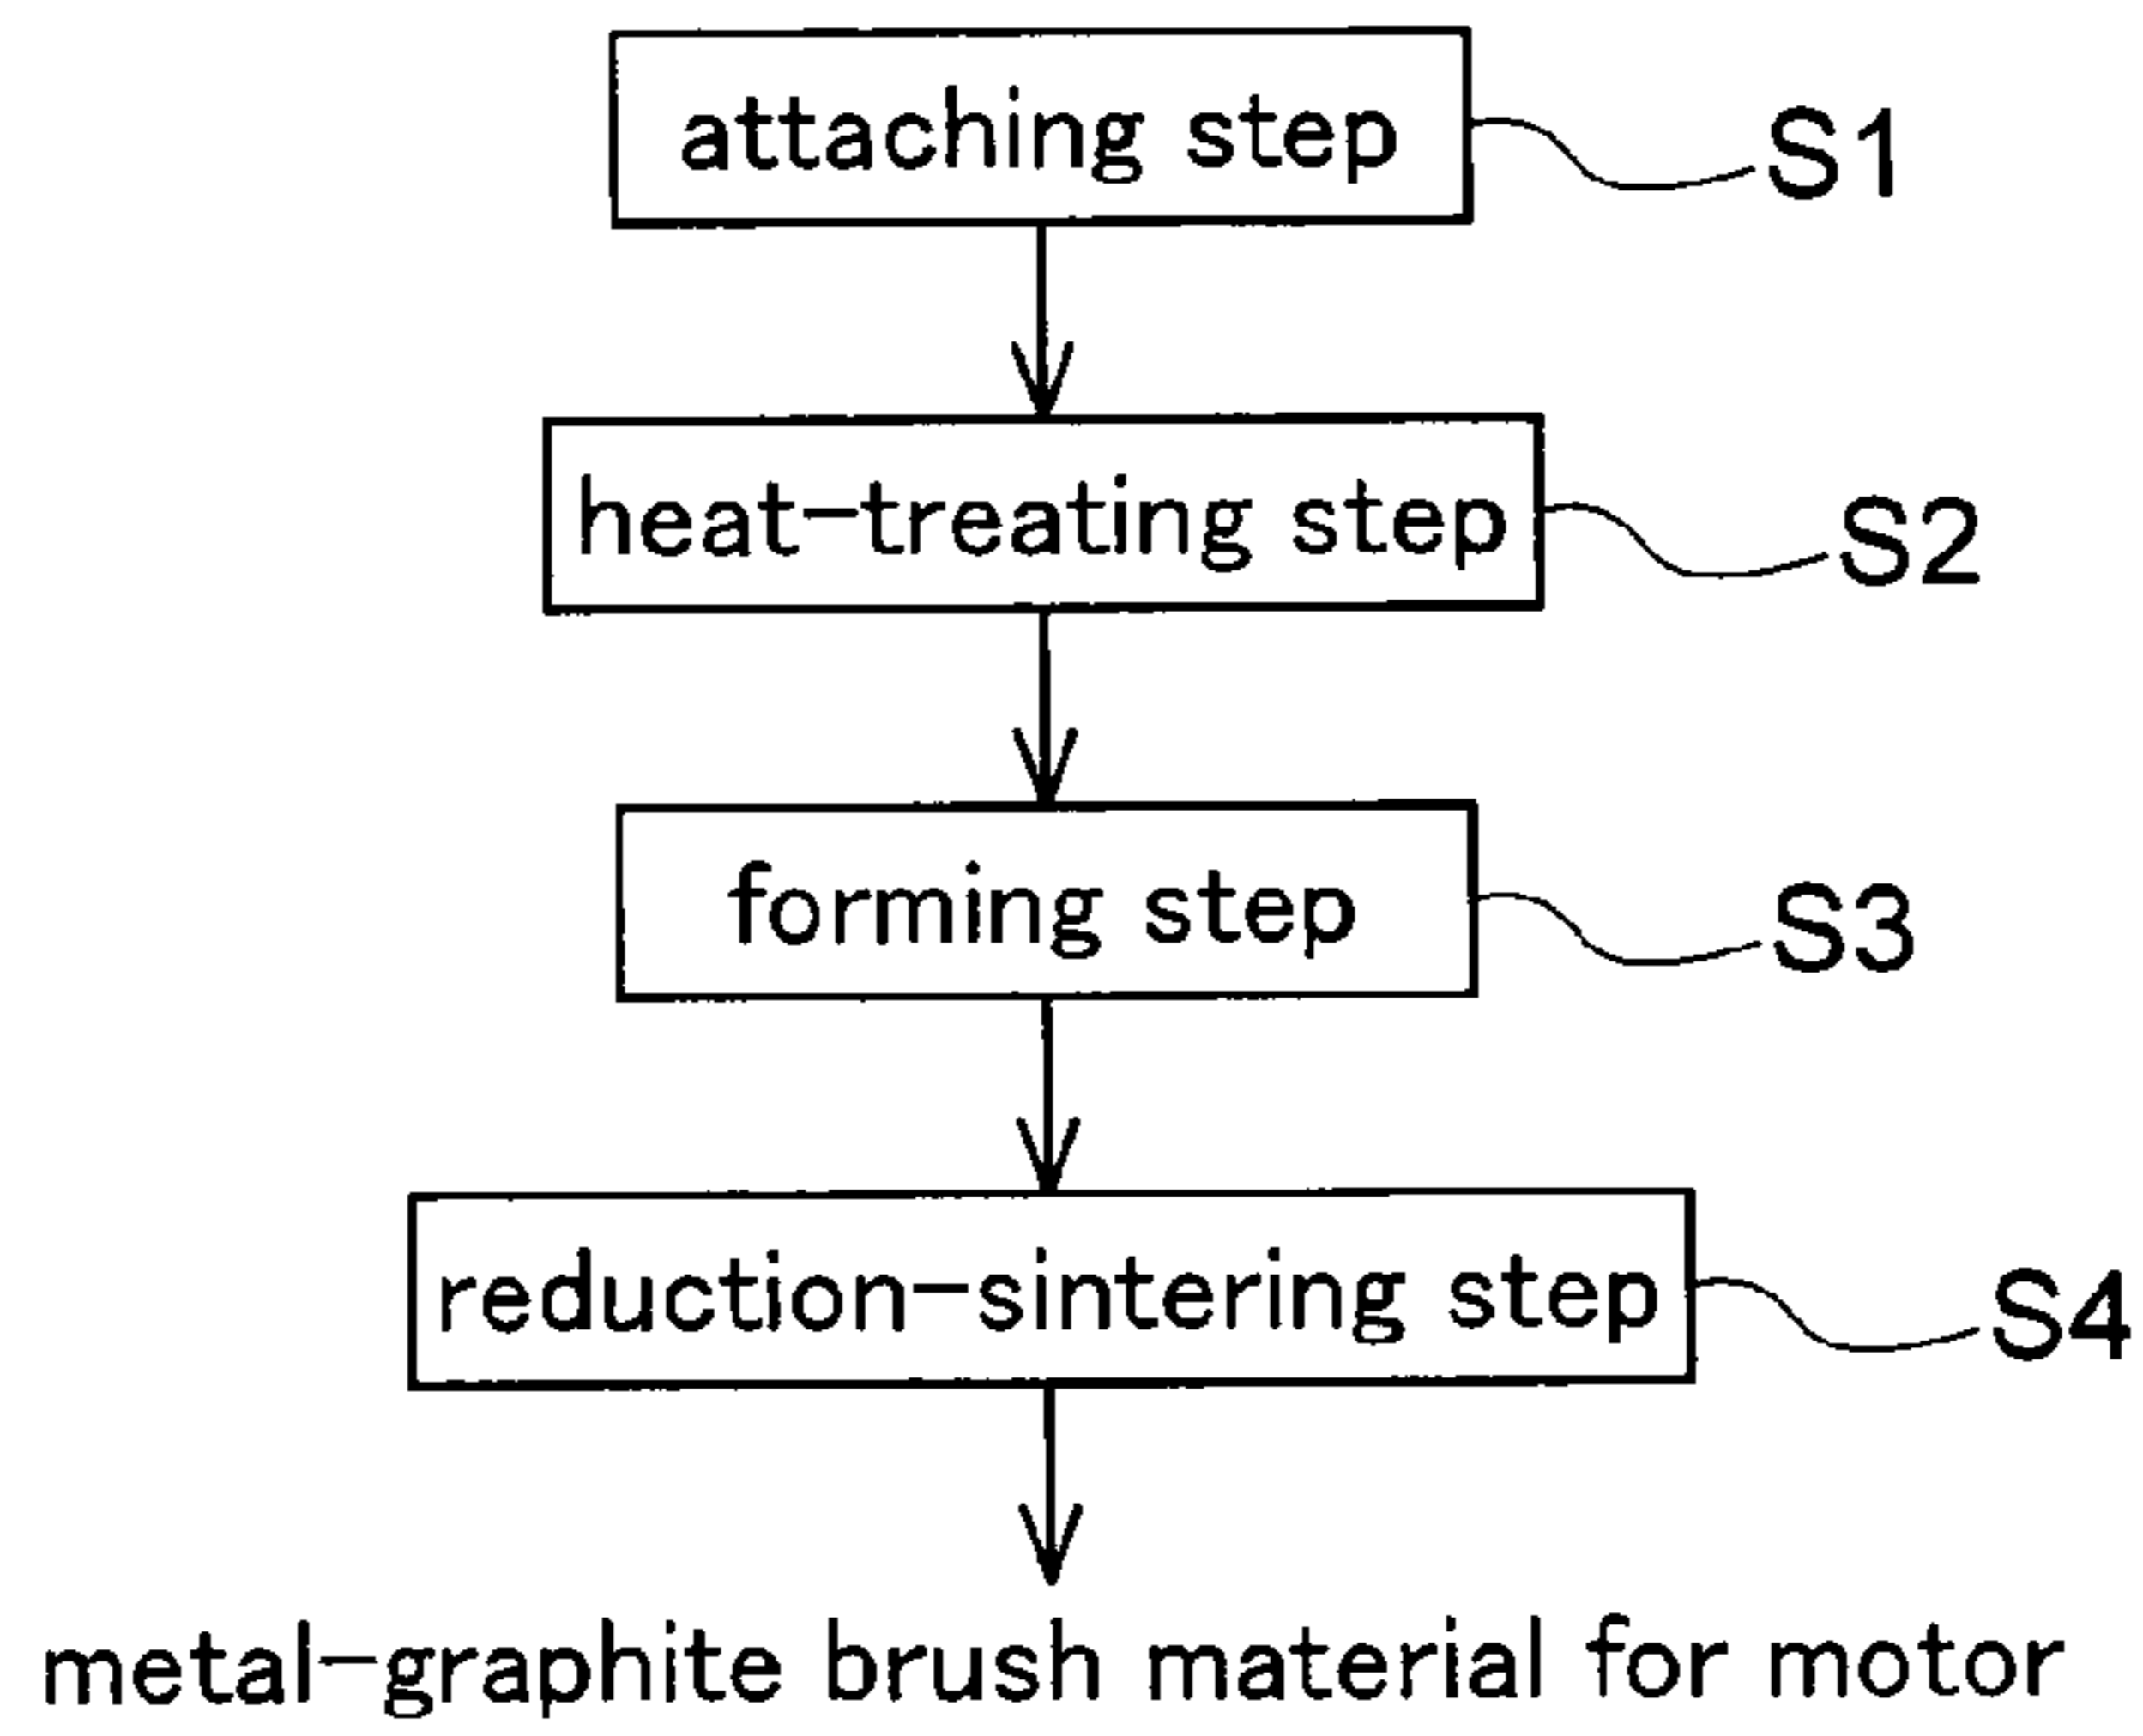 attaching step S1
heat-treating step S2
forming step S3
reduction-sintering step S4
metal-graphite brush material for motor